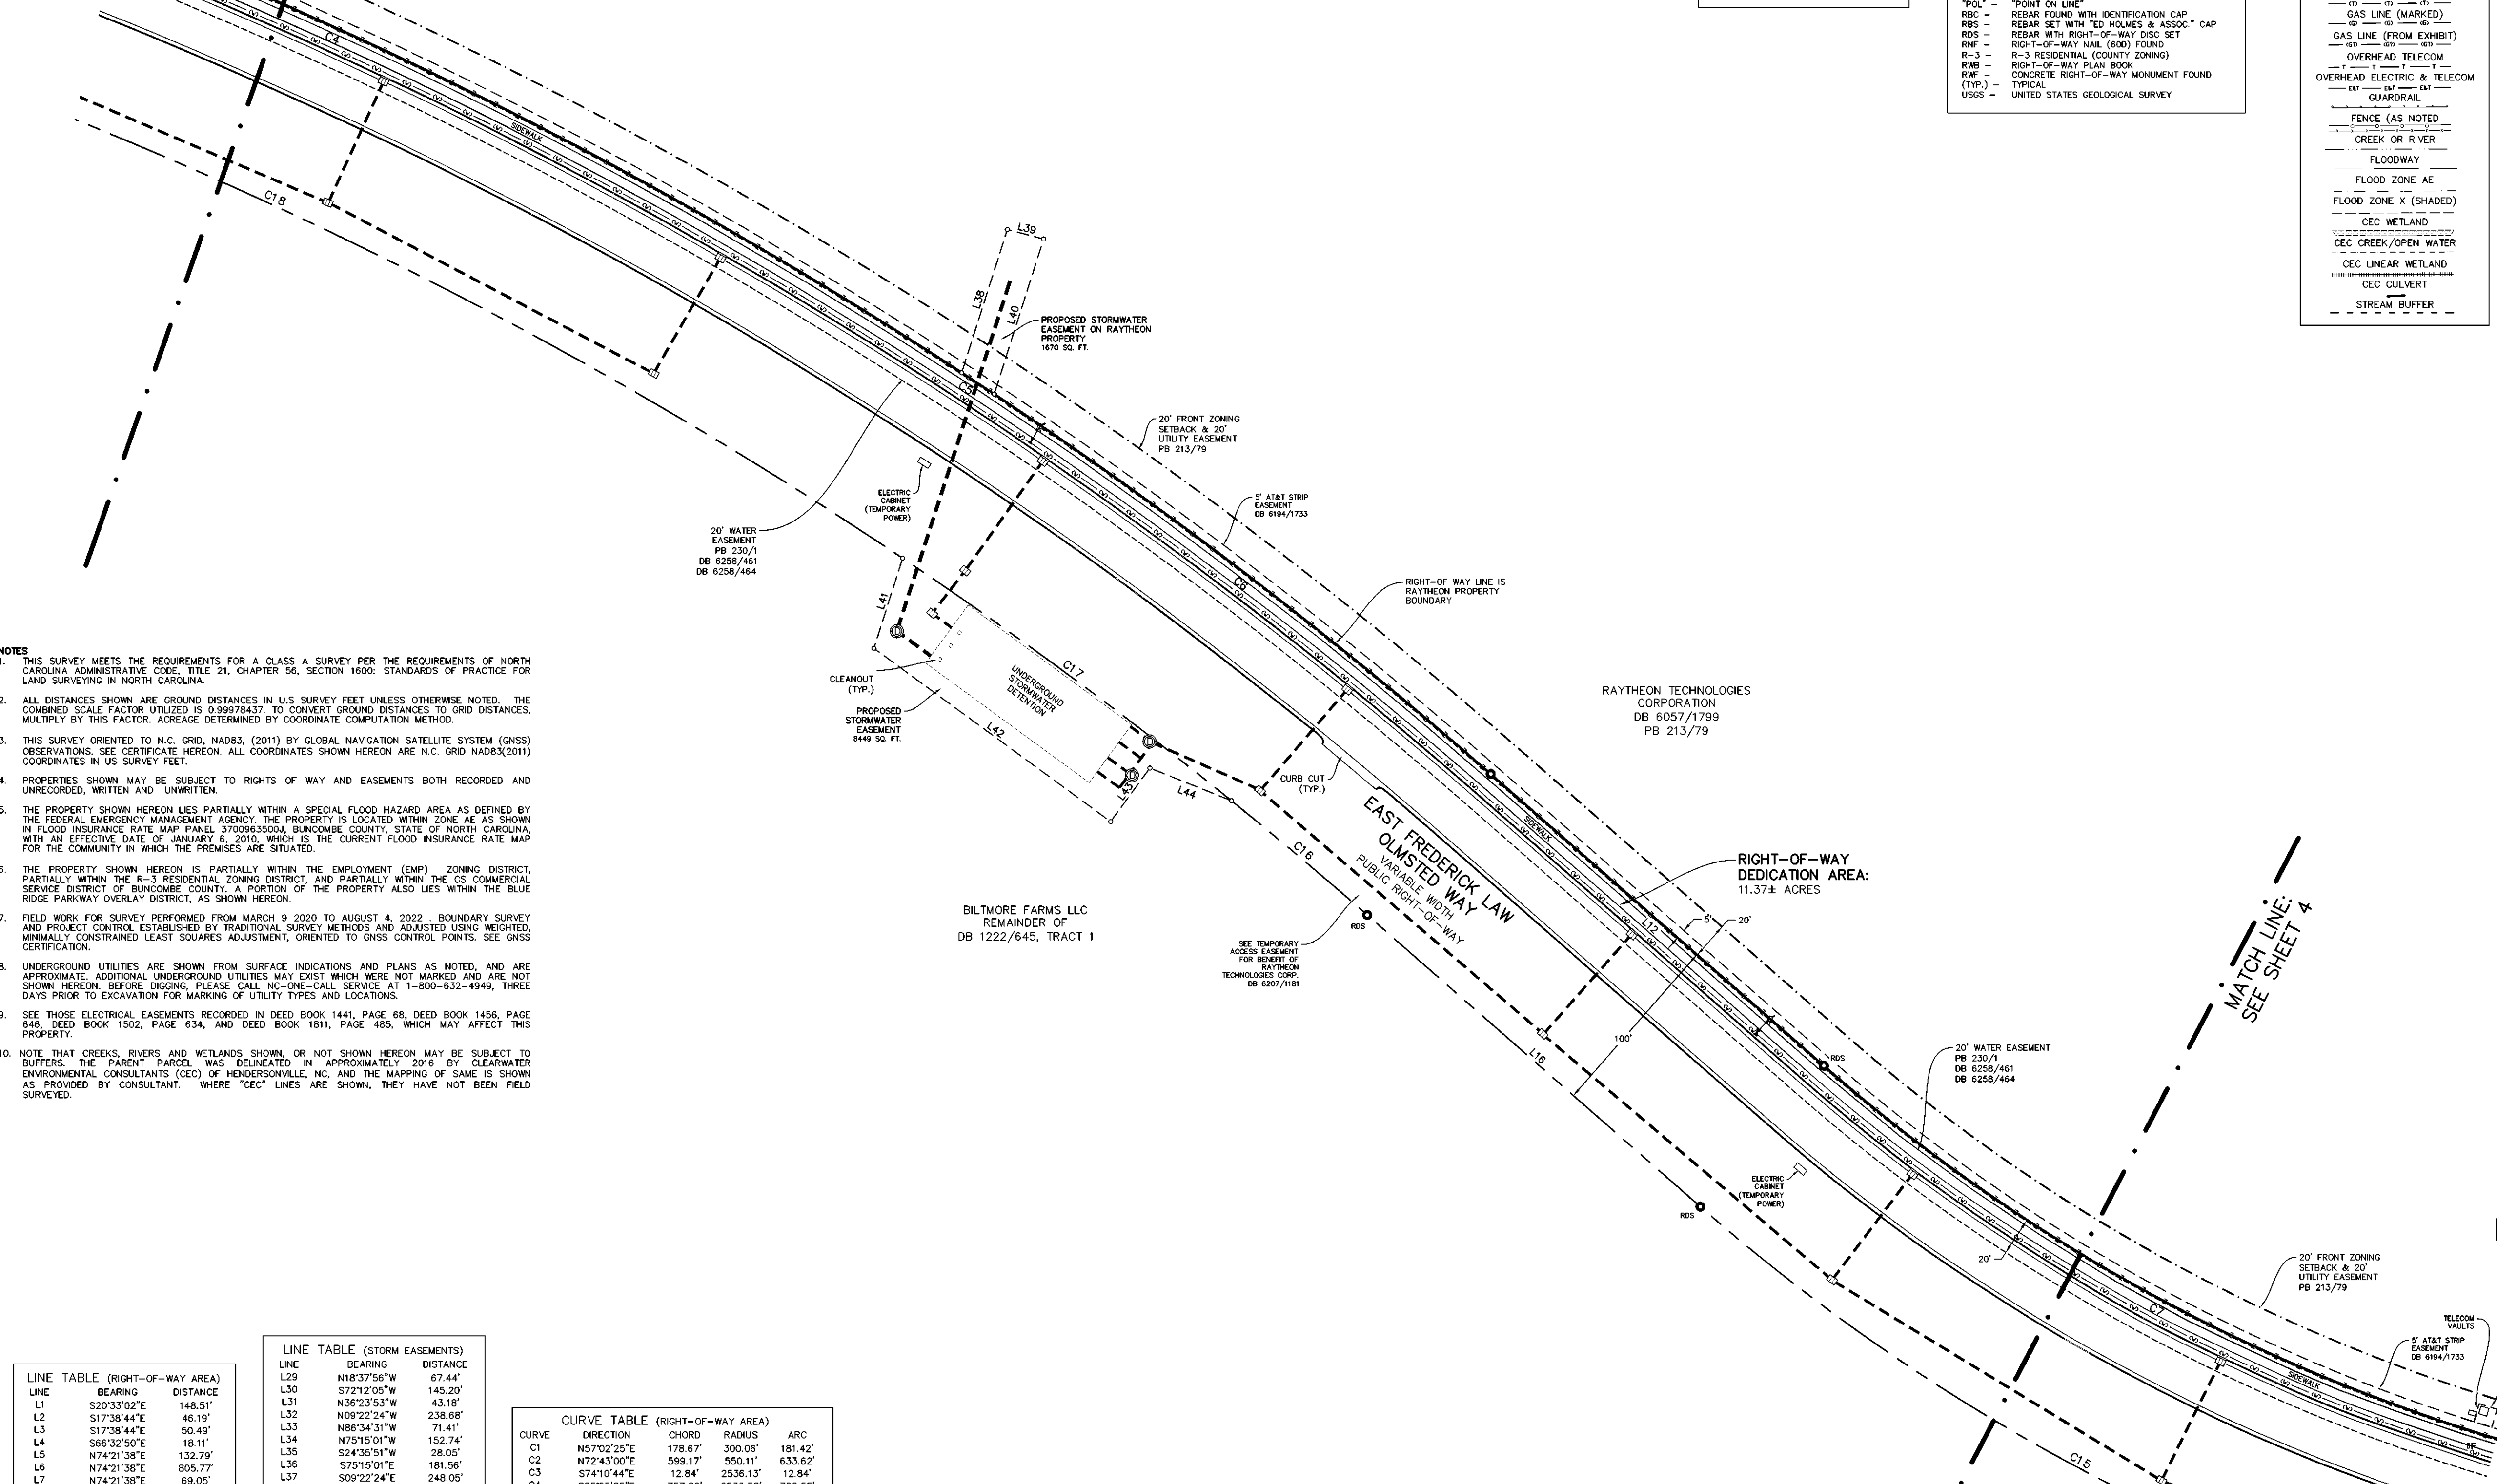 "POL" – "POINT ON LINE"
RBC – REBAR FOUND WITH IDENTIFICATION CAP
RBS – REBAR SET WITH "ED HOLMES & ASSOC." CAP
RDS – REBAR WITH RIGHT-OF-WAY DISC SET
RNF – RIGHT-OF-WAY NAIL (60D) FOUND
R-3 – R-3 RESIDENTIAL (COUNTY ZONING)
RWB – RIGHT-OF-WAY PLAN BOOK
RWF – CONCRETE RIGHT-OF-WAY MONUMENT FOUND
(TYP.) – TYPICAL
USGS – UNITED STATES GEOLOGICAL SURVEY
(T) (T) (T)
GAS LINE (MARKED)
(G) (G) (G)
GAS LINE (FROM EXHIBIT)
(G1) (G1) (G1)
OVERHEAD TELECOM
T T T T
OVERHEAD ELECTRIC & TELECOM
E&T E&T E&T
GUARDRAIL
FENCE (AS NOTED
CREEK OR RIVER
FLOODWAY
FLOOD ZONE AE
FLOOD ZONE X (SHADED)
CEC WETLAND
CEC CREEK/OPEN WATER
CEC LINEAR WETLAND
CEC CULVERT
STREAM BUFFER
C4
SIDEWALK
C18
L39
L38
L40
PROPOSED STORMWATER
EASEMENT ON RAYTHEON
PROPERTY
1670 SQ. FT.
C5
20' FRONT ZONING
SETBACK & 20'
UTILITY EASEMENT
PB 213/79
ELECTRIC
CABINET
(TEMPORARY
POWER)
5' AT&T STRIP
EASEMENT
DB 6194/1733
20' WATER
EASEMENT
PB 230/1
DB 6258/461
DB 6258/464
C6
RIGHT-OF WAY LINE IS
RAYTHEON PROPERTY
BOUNDARY
L41
C17
CLEANOUT
(TYP.)
UNDERGROUND
STORMWATER
DETENTION
PROPOSED
STORMWATER
EASEMENT
8449 SQ. FT.
L42
L43
L44
RAYTHEON TECHNOLOGIES
CORPORATION
DB 6057/1799
PB 213/79
CURB CUT
(TYP.)
EAST FREDERICK LAW
OLMSTED WAY
VARIABLE WIDTH
PUBLIC RIGHT-OF-WAY
SIDEWALK
C16
RIGHT-OF-WAY
DEDICATION AREA:
11.37± ACRES
BILTMORE FARMS LLC
REMAINDER OF
DB 1222/645, TRACT 1
RDS
L12
5'
20'
SEE TEMPORARY
ACCESS EASEMENT
FOR BENEFIT OF
RAYTHEON
TECHNOLOGIES CORP.
DB 6207/1181
MATCH LINE:
SEE SHEET 4
100'
L16
RDS
20' WATER EASEMENT
PB 230/1
DB 6258/461
DB 6258/464
ELECTRIC
CABINET
(TEMPORARY
POWER)
RDS
20'
20' FRONT ZONING
SETBACK & 20'
UTILITY EASEMENT
PB 213/79
C7
TELECOM
VAULTS
5' AT&T STRIP
EASEMENT
DB 6194/1733
SIDEWALK
C15
NOTES
1. THIS SURVEY MEETS THE REQUIREMENTS FOR A CLASS A SURVEY PER THE REQUIREMENTS OF NORTH
CAROLINA ADMINISTRATIVE CODE, TITLE 21, CHAPTER 56, SECTION 1600: STANDARDS OF PRACTICE FOR
LAND SURVEYING IN NORTH CAROLINA.
2. ALL DISTANCES SHOWN ARE GROUND DISTANCES IN U.S SURVEY FEET UNLESS OTHERWISE NOTED. THE
COMBINED SCALE FACTOR UTILIZED IS 0.99978437. TO CONVERT GROUND DISTANCES TO GRID DISTANCES,
MULTIPLY BY THIS FACTOR. ACREAGE DETERMINED BY COORDINATE COMPUTATION METHOD.
3. THIS SURVEY ORIENTED TO N.C. GRID, NAD83, (2011) BY GLOBAL NAVIGATION SATELLITE SYSTEM (GNSS)
OBSERVATIONS. SEE CERTIFICATE HEREON. ALL COORDINATES SHOWN HEREON ARE N.C. GRID NAD83(2011)
COORDINATES IN US SURVEY FEET.
4. PROPERTIES SHOWN MAY BE SUBJECT TO RIGHTS OF WAY AND EASEMENTS BOTH RECORDED AND
UNRECORDED, WRITTEN AND UNWRITTEN.
5. THE PROPERTY SHOWN HEREON LIES PARTIALLY WITHIN A SPECIAL FLOOD HAZARD AREA AS DEFINED BY
THE FEDERAL EMERGENCY MANAGEMENT AGENCY. THE PROPERTY IS LOCATED WITHIN ZONE AE AS SHOWN
IN FLOOD INSURANCE RATE MAP PANEL 3700963500J, BUNCOMBE COUNTY, STATE OF NORTH CAROLINA,
WITH AN EFFECTIVE DATE OF JANUARY 6, 2010, WHICH IS THE CURRENT FLOOD INSURANCE RATE MAP
FOR THE COMMUNITY IN WHICH THE PREMISES ARE SITUATED.
6. THE PROPERTY SHOWN HEREON IS PARTIALLY WITHIN THE EMPLOYMENT (EMP) ZONING DISTRICT,
PARTIALLY WITHIN THE R-3 RESIDENTIAL ZONING DISTRICT, AND PARTIALLY WITHIN THE CS COMMERCIAL
SERVICE DISTRICT OF BUNCOMBE COUNTY. A PORTION OF THE PROPERTY ALSO LIES WITHIN THE BLUE
RIDGE PARKWAY OVERLAY DISTRICT, AS SHOWN HEREON.
7. FIELD WORK FOR SURVEY PERFORMED FROM MARCH 9 2020 TO AUGUST 4, 2022 . BOUNDARY SURVEY
AND PROJECT CONTROL ESTABLISHED BY TRADITIONAL SURVEY METHODS AND ADJUSTED USING WEIGHTED,
MINIMALLY CONSTRAINED LEAST SQUARES ADJUSTMENT, ORIENTED TO GNSS CONTROL POINTS. SEE GNSS
CERTIFICATION.
8. UNDERGROUND UTILITIES ARE SHOWN FROM SURFACE INDICATIONS AND PLANS AS NOTED, AND ARE
APPROXIMATE. ADDITIONAL UNDERGROUND UTILITIES MAY EXIST WHICH WERE NOT MARKED AND ARE NOT
SHOWN HEREON. BEFORE DIGGING, PLEASE CALL NC-ONE-CALL SERVICE AT 1-800-632-4949, THREE
DAYS PRIOR TO EXCAVATION FOR MARKING OF UTILITY TYPES AND LOCATIONS.
9. SEE THOSE ELECTRICAL EASEMENTS RECORDED IN DEED BOOK 1441, PAGE 68, DEED BOOK 1456, PAGE
646, DEED BOOK 1502, PAGE 634, AND DEED BOOK 1811, PAGE 485, WHICH MAY AFFECT THIS
PROPERTY.
10. NOTE THAT CREEKS, RIVERS AND WETLANDS SHOWN, OR NOT SHOWN HEREON MAY BE SUBJECT TO
BUFFERS. THE PARENT PARCEL WAS DELINEATED IN APPROXIMATELY 2016 BY CLEARWATER
ENVIRONMENTAL CONSULTANTS (CEC) OF HENDERSONVILLE, NC, AND THE MAPPING OF SAME IS SHOWN
AS PROVIDED BY CONSULTANT. WHERE "CEC" LINES ARE SHOWN, THEY HAVE NOT BEEN FIELD
SURVEYED.
LINE TABLE (RIGHT-OF-WAY AREA)
LINE BEARING DISTANCE
L1 S20°33'02"E 148.51'
L2 S17°38'44"E 46.19'
L3 S17°38'44"E 50.49'
L4 S66°32'50"E 18.11'
L5 N74°21'38"E 132.79'
L6 N74°21'38"E 805.77'
L7 N74°21'38"E 69.05'
LINE TABLE (STORM EASEMENTS)
LINE BEARING DISTANCE
L29 N18°37'56"W 67.44'
L30 S72°12'05"W 145.20'
L31 N36°23'53"W 43.18'
L32 N09°22'24"W 238.68'
L33 N86°34'31"W 71.41'
L34 N75°15'01"W 152.74'
L35 S24°35'51"W 28.05'
L36 S75°15'01"E 181.56'
L37 S09°22'24"E 248.05'
CURVE TABLE (RIGHT-OF-WAY AREA)
CURVE DIRECTION CHORD RADIUS ARC
C1 N57°02'25"E 178.67' 300.06' 181.42'
C2 N72°43'00"E 599.17' 550.11' 633.62'
C3 S74°10'44"E 12.84' 2536.13' 12.84'